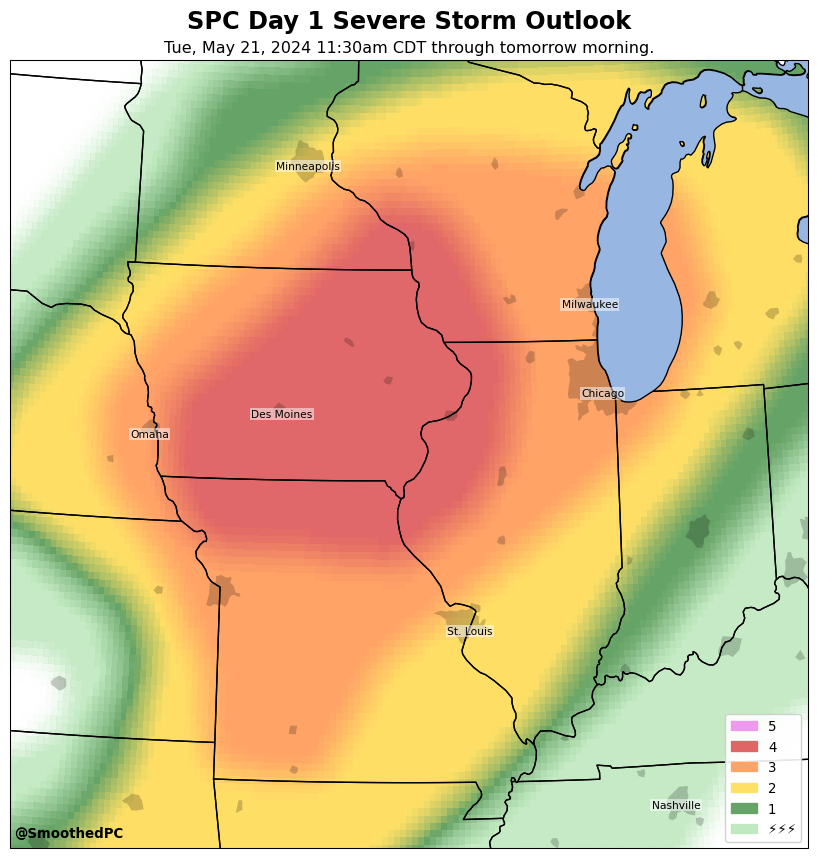 SPC Day 1 Severe Storm Outlook
Tue, May 21, 2024 11:30am CDT through tomorrow morning.
Minneapolis
Milwaukee
Chicago
Des Moines
Omaha
St. Louis
Nashville
5
4
3
2
1
⚡⚡⚡
@SmoothedPC